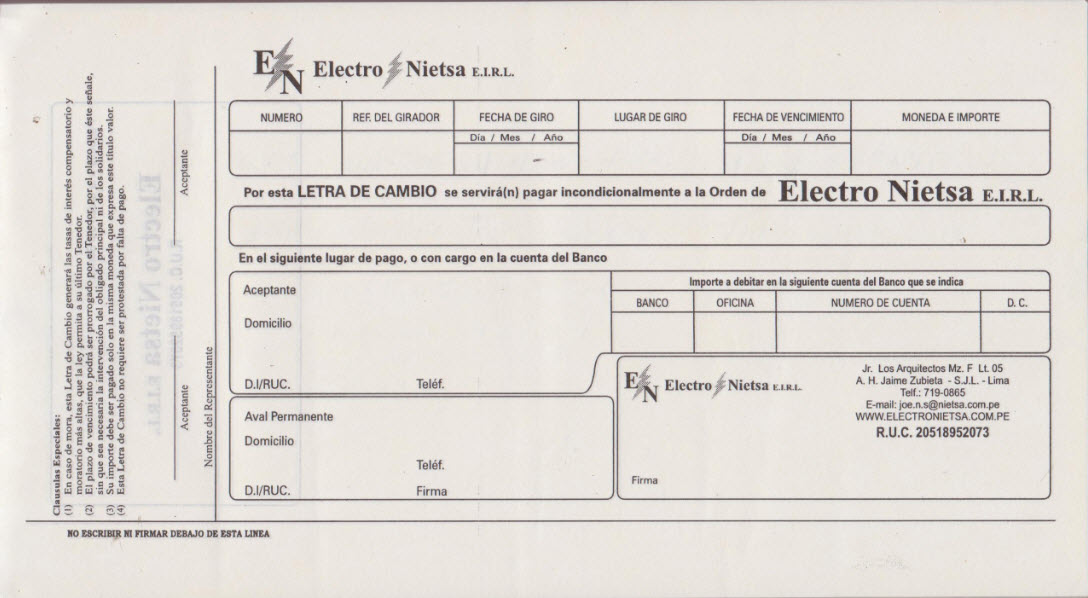 EN Electro Nietsa E.I.R.L.
NUMERO REF. DEL GIRADOR FECHA DE GIRO LUGAR DE GIRO FECHA DE VENCIMIENTO MONEDA E IMPORTE
Día / Mes / Año Día / Mes / Año
Por esta LETRA DE CAMBIO se servirá(n) pagar incondicionalmente a la Orden de Electro Nietsa E.I.R.L.
En el siguiente lugar de pago, o con cargo en la cuenta del Banco
Aceptante
Domicilio
D.I/RUC. Teléf.
Importe a debitar en la siguiente cuenta del Banco que se indica
BANCO OFICINA NUMERO DE CUENTA D. C.
Aval Permanente
Domicilio
Teléf.
D.I/RUC. Firma
EN Electro Nietsa E.I.R.L.
Jr. Los Arquitectos Mz. F Lt. 05
A. H. Jaime Zubieta - S.J.L. - Lima
Telf.: 719-0865
E-mail: joe.n.s@nietsa.com.pe
WWW.ELECTRONIETSA.COM.PE
R.U.C. 20518952073
Firma
Clausulas Especiales:
(1) En caso de mora, esta Letra de Cambio generará las tasas de interés compensatorio y
moratorio más altas, que la ley permita a su último Tenedor.
(2) El plazo de vencimiento podrá ser prorrogado por el Tenedor, por el plazo que éste señale,
sin que sea necesaria la intervención del obligado principal ni de los solidarios.
(3) Su importe debe ser pagado solo en la misma moneda que expresa este título valor.
(4) Esta Letra de Cambio no requiere ser protestada por falta de pago.
Aceptante Aceptante
Nombre del Representante
NO ESCRIBIR NI FIRMAR DEBAJO DE ESTA LINEA